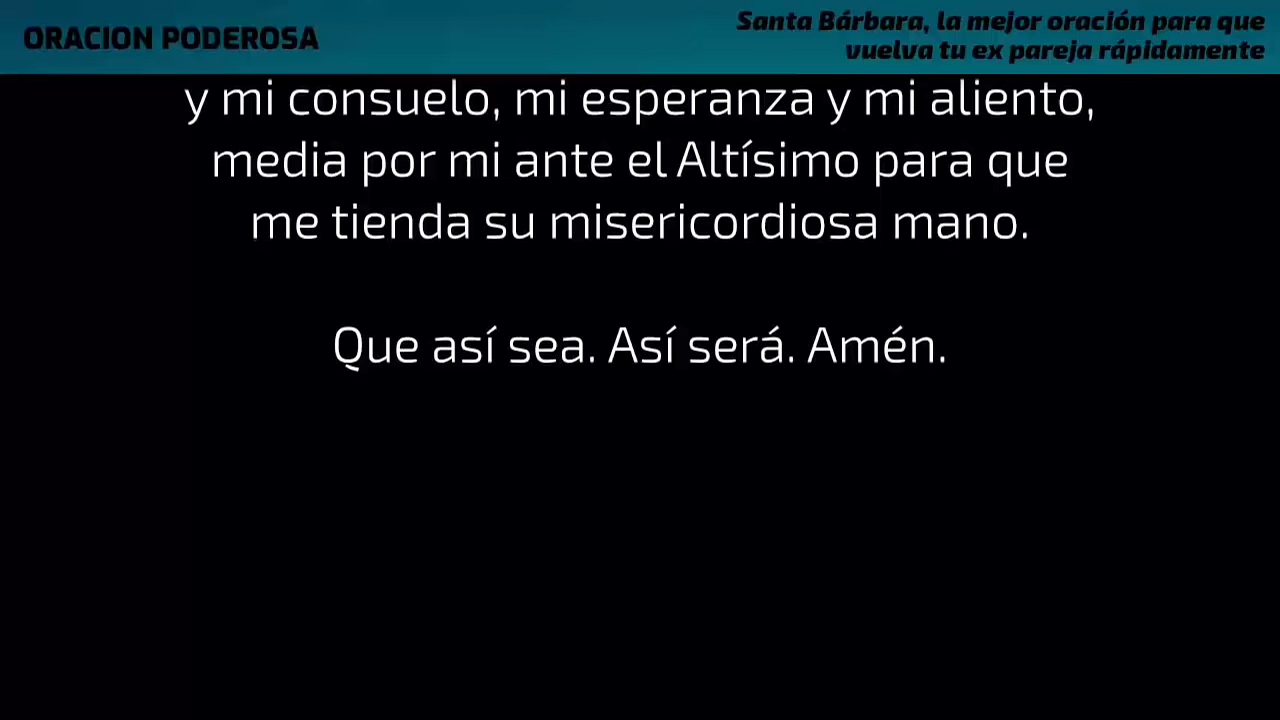 ORACION PODEROSA
Santa Bárbara, la mejor oración para que
vuelva tu ex pareja rápidamente
y mi consuelo, mi esperanza y mi aliento,
media por mi ante el Altísimo para que
me tienda su misericordiosa mano.
Que así sea. Así será. Amén.